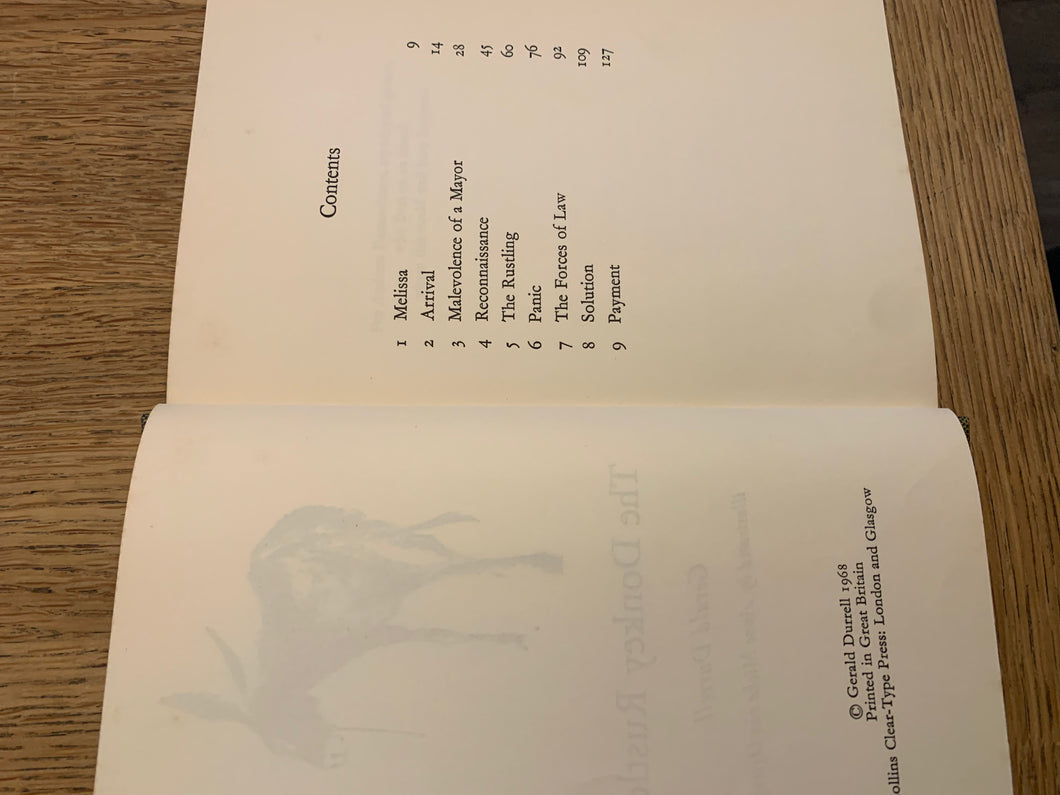 © Gerald Durrell 1968
Printed in Great Britain
ollins Clear-Type Press: London and Glasgow
Contents
1 Melissa 9
2 Arrival 14
3 Malevolence of a Mayor 28
4 Reconnaissance 45
5 The Rustling 60
6 Panic 76
7 The Forces of Law 92
8 Solution 109
9 Payment 127